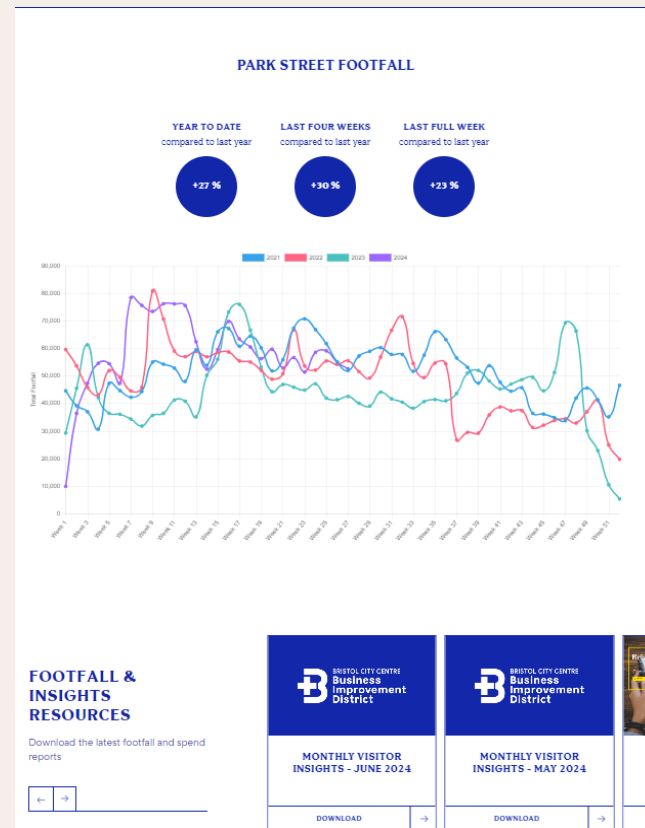 PARK STREET FOOTFALL
YEAR TO DATE
compared to last year
+27 %
LAST FOUR WEEKS
compared to last year
+30 %
LAST FULL WEEK
compared to last year
+23 %
2021 2022 2023 2024
Total Footfall
90,000
80,000
70,000
60,000
50,000
40,000
30,000
20,000
10,000
0
Week 1
Week 3
Week 5
Week 7
Week 9
Week 11
Week 13
Week 15
Week 17
Week 19
Week 21
Week 23
Week 25
Week 27
Week 29
Week 31
Week 33
Week 35
Week 37
Week 39
Week 41
Week 43
Week 45
Week 47
Week 49
Week 51
FOOTFALL &
INSIGHTS
RESOURCES
Download the latest footfall and spend
reports
BRISTOL CITY CENTRE
Business
Improvement
District
MONTHLY VISITOR
INSIGHTS - JUNE 2024
DOWNLOAD
BRISTOL CITY CENTRE
Business
Improvement
District
MONTHLY VISITOR
INSIGHTS - MAY 2024
DOWNLOAD